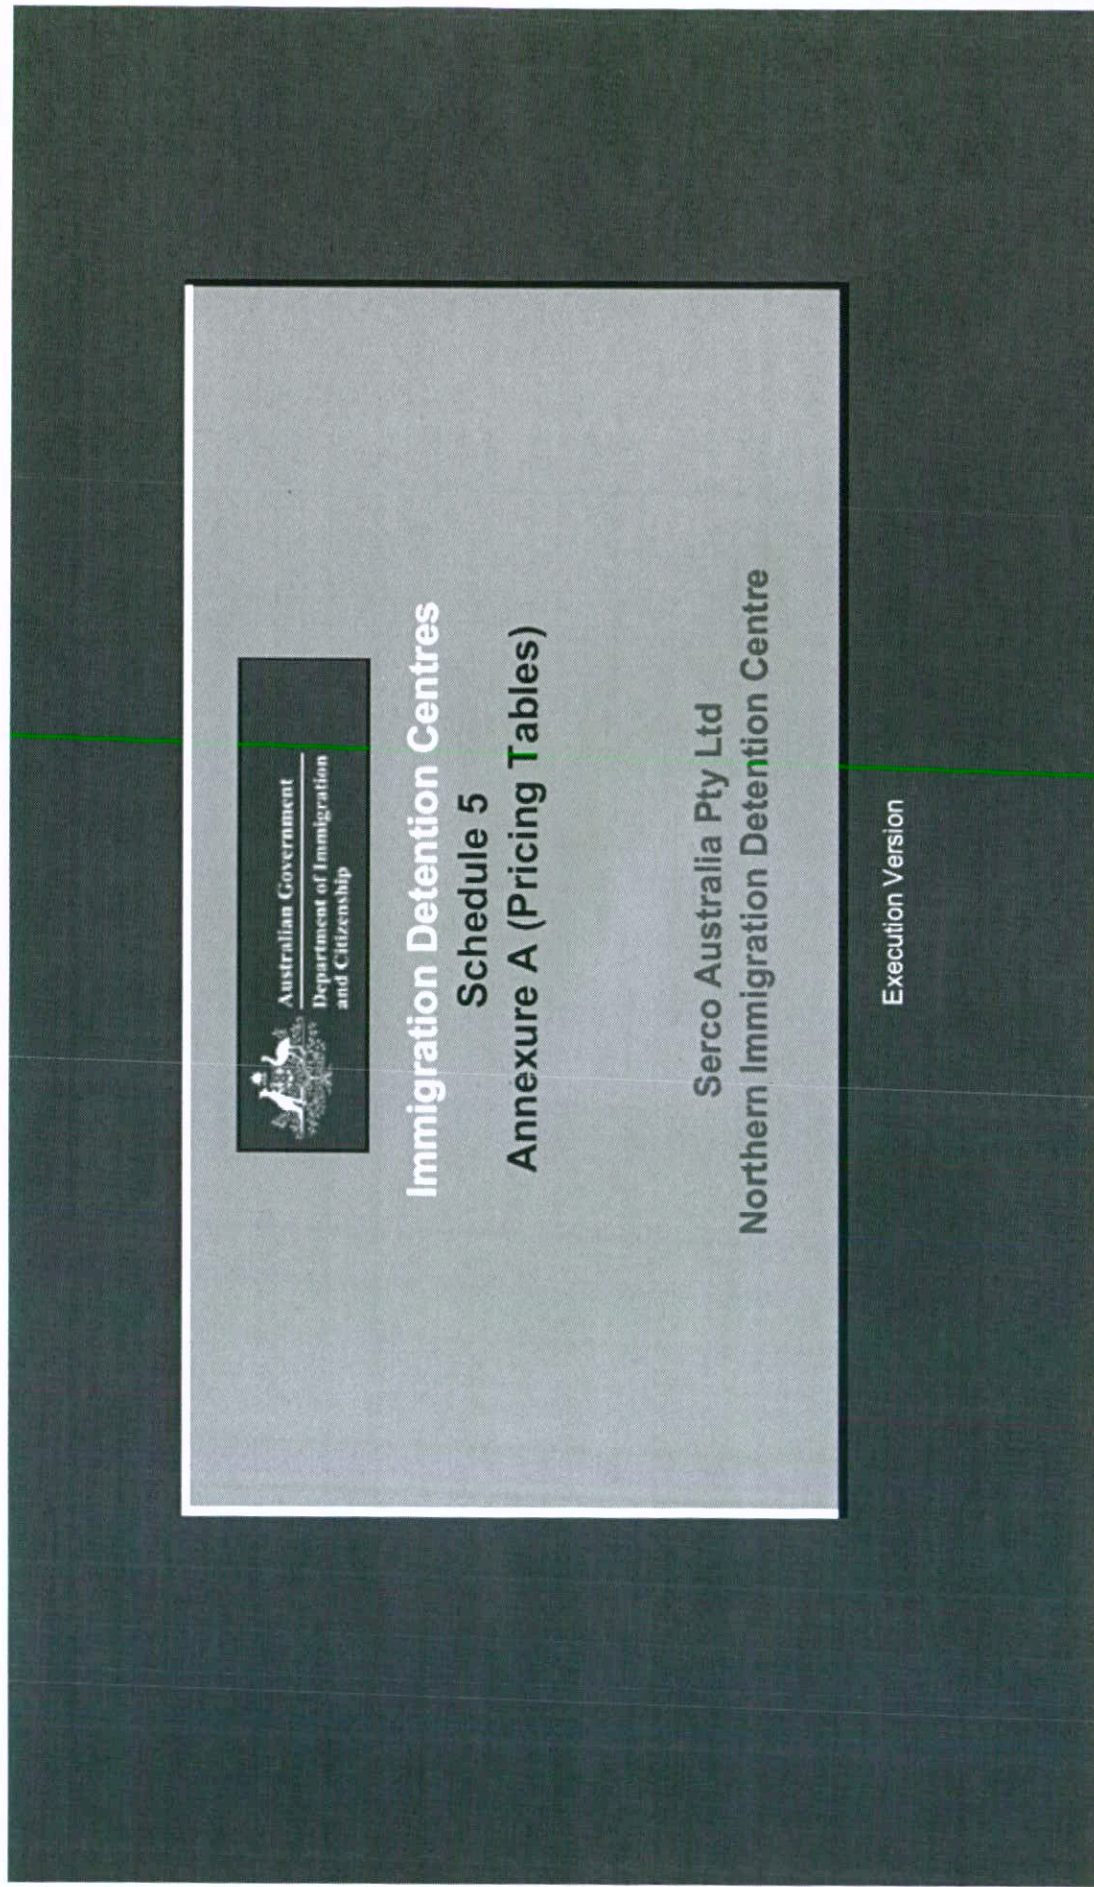 Australian Government
Department of Immigration
and Citizenship
Immigration Detention Centres
Schedule 5
Annexure A (Pricing Tables)
Serco Australia Pty Ltd
Northern Immigration Detention Centre
Execution Version